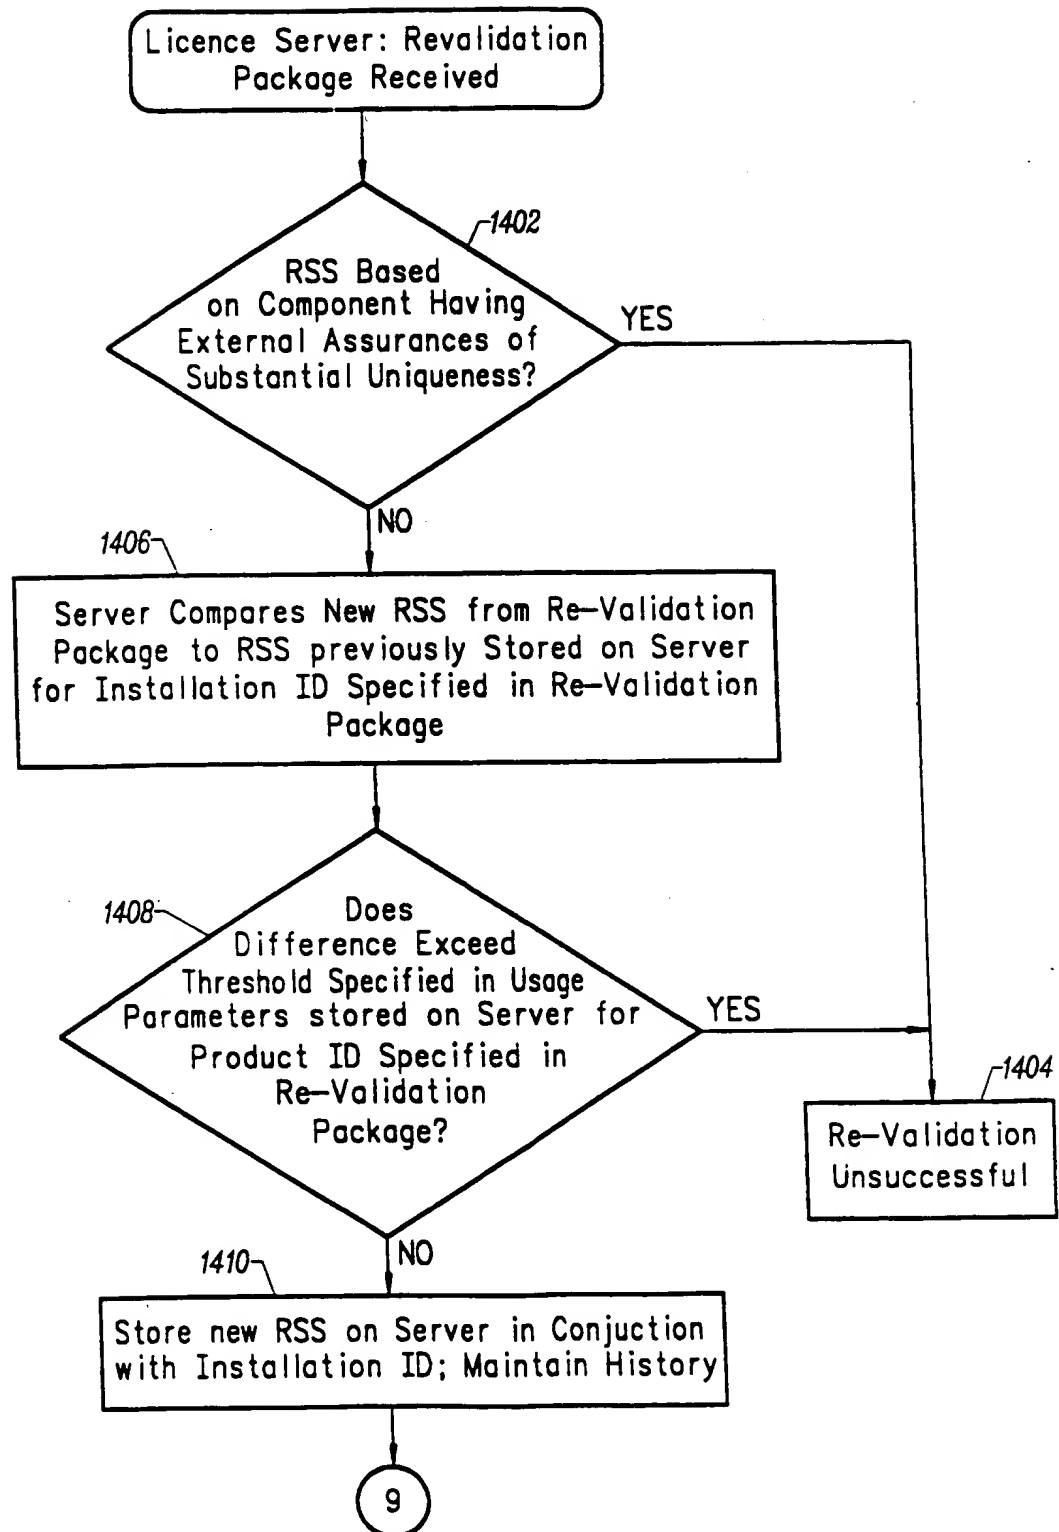 Licence Server: Revalidation
Package Received
1402
RSS Based
on Component Having
External Assurances of
Substantial Uniqueness?
YES
NO
1406
Server Compares New RSS from Re-Validation
Package to RSS previously Stored on Server
for Installation ID Specified in Re-Validation
Package
1408
Does
Difference Exceed
Threshold Specified in Usage
Parameters stored on Server for
Product ID Specified in
Re-Validation
Package?
YES
1404
Re-Validation
Unsuccessful
NO
1410
Store new RSS on Server in Conjuction
with Installation ID; Maintain History
9